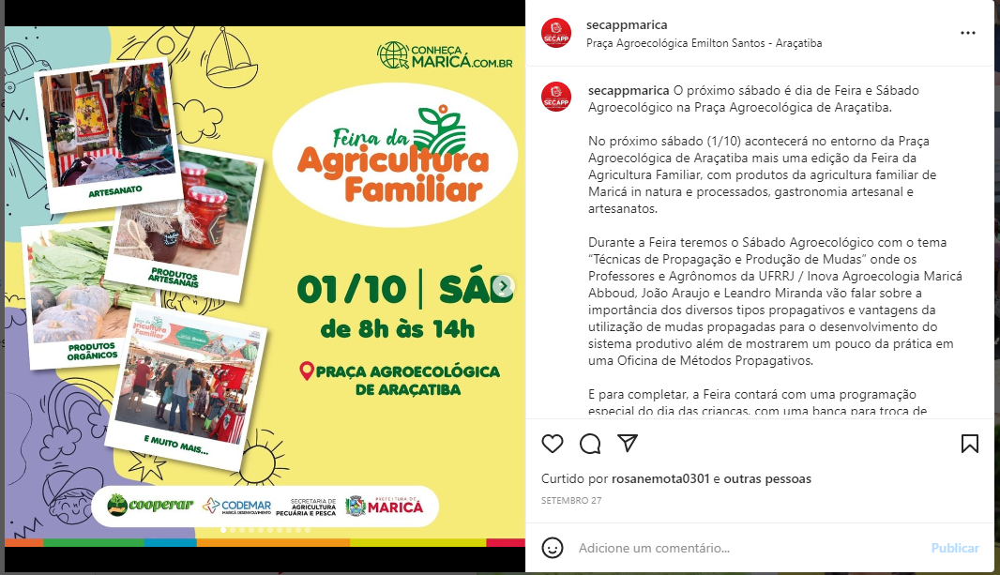 CONHEÇA
MARICÁ.COM.BR
Feira da
Agricultura
Familiar
ARTESANATO
PRODUTOS
ARTESANAIS
PRODUTOS
ORGÂNICOS
Feira da
Agricultura
Familiar
E MUITO MAIS...
01/10 | SÁB
de 8h às 14h
PRAÇA AGROECOLÓGICA
DE ARAÇATIBA
cooperar
CODEMAR
MARICÁ DESENVOLVIMENTO
SECRETARIA DE
AGRICULTURA
PECUÁRIA E PESCA
PREFEITURA DE
MARICÁ
SECAPP
secappmarica
Praça Agroecológica Emilton Santos - Araçatiba
SECAPP
secappmarica O próximo sábado é dia de Feira e Sábado
Agroecológico na Praça Agroecológica de Araçatiba.
No próximo sábado (1/10) acontecerá no entorno da Praça
Agroecológica de Araçatiba mais uma edição da Feira da
Agricultura Familiar, com produtos da agricultura familiar de
Maricá in natura e processados, gastronomia artesanal e
artesanatos.
Durante a Feira teremos o Sábado Agroecológico com o tema
“Técnicas de Propagação e Produção de Mudas” onde os
Professores e Agrônomos da UFRRJ / Inova Agroecologia Maricá
Abboud, João Araujo e Leandro Miranda vão falar sobre a
importância dos diversos tipos propagativos e vantagens da
utilização de mudas propagadas para o desenvolvimento do
sistema produtivo além de mostrarem um pouco da prática em
uma Oficina de Métodos Propagativos.
E para completar, a Feira contará com uma programação
especial do dia das crianças, com uma banca para troca de
Curtido por rosanemota0301 e outras pessoas
SETEMBRO 27
Adicione um comentário...
Publicar